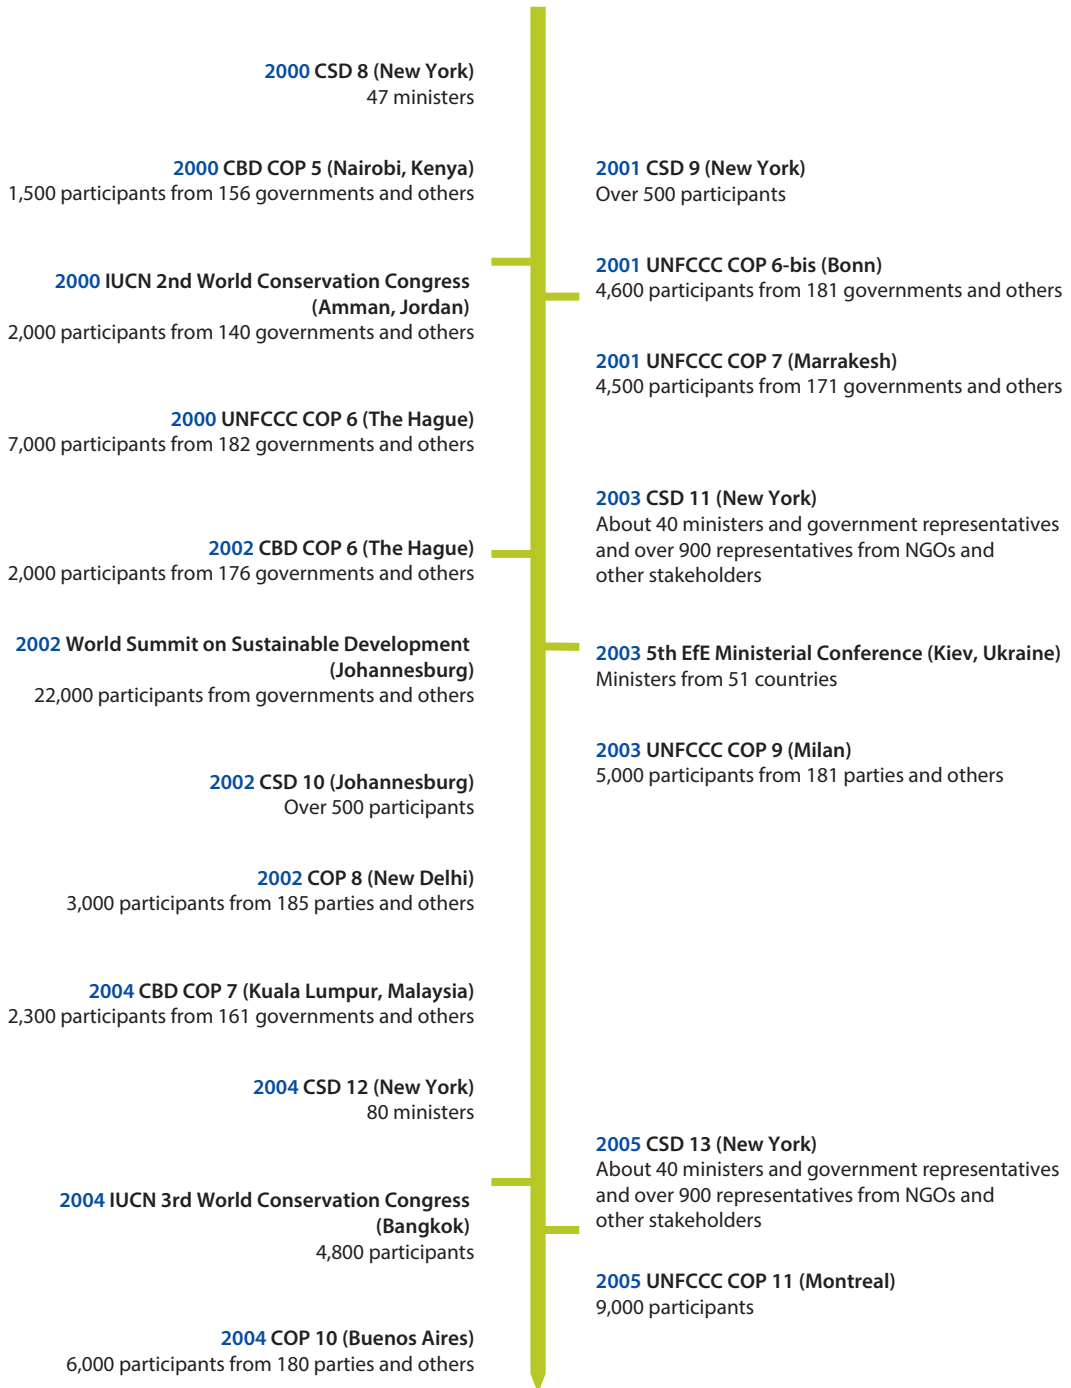 2000 CSD 8 (New York)
47 ministers
2000 CBD COP 5 (Nairobi, Kenya)
1,500 participants from 156 governments and others
2000 IUCN 2nd World Conservation Congress
(Amman, Jordan)
2,000 participants from 140 governments and others
2000 UNFCCC COP 6 (The Hague)
7,000 participants from 182 governments and others
2001 CSD 9 (New York)
Over 500 participants
2001 UNFCCC COP 6-bis (Bonn)
4,600 participants from 181 governments and others
2001 UNFCCC COP 7 (Marrakesh)
4,500 participants from 171 governments and others
2002 CBD COP 6 (The Hague)
2,000 participants from 176 governments and others
2002 World Summit on Sustainable Development
(Johannesburg)
22,000 participants from governments and others
2002 CSD 10 (Johannesburg)
Over 500 participants
2002 COP 8 (New Delhi)
3,000 participants from 185 parties and others
2003 CSD 11 (New York)
About 40 ministers and government representatives
and over 900 representatives from NGOs and
other stakeholders
2003 5th EfE Ministerial Conference (Kiev, Ukraine)
Ministers from 51 countries
2003 UNFCCC COP 9 (Milan)
5,000 participants from 181 parties and others
2004 CBD COP 7 (Kuala Lumpur, Malaysia)
2,300 participants from 161 governments and others
2004 CSD 12 (New York)
80 ministers
2004 IUCN 3rd World Conservation Congress
(Bangkok)
4,800 participants
2004 COP 10 (Buenos Aires)
6,000 participants from 180 parties and others
2005 CSD 13 (New York)
About 40 ministers and government representatives
and over 900 representatives from NGOs and
other stakeholders
2005 UNFCCC COP 11 (Montreal)
9,000 participants